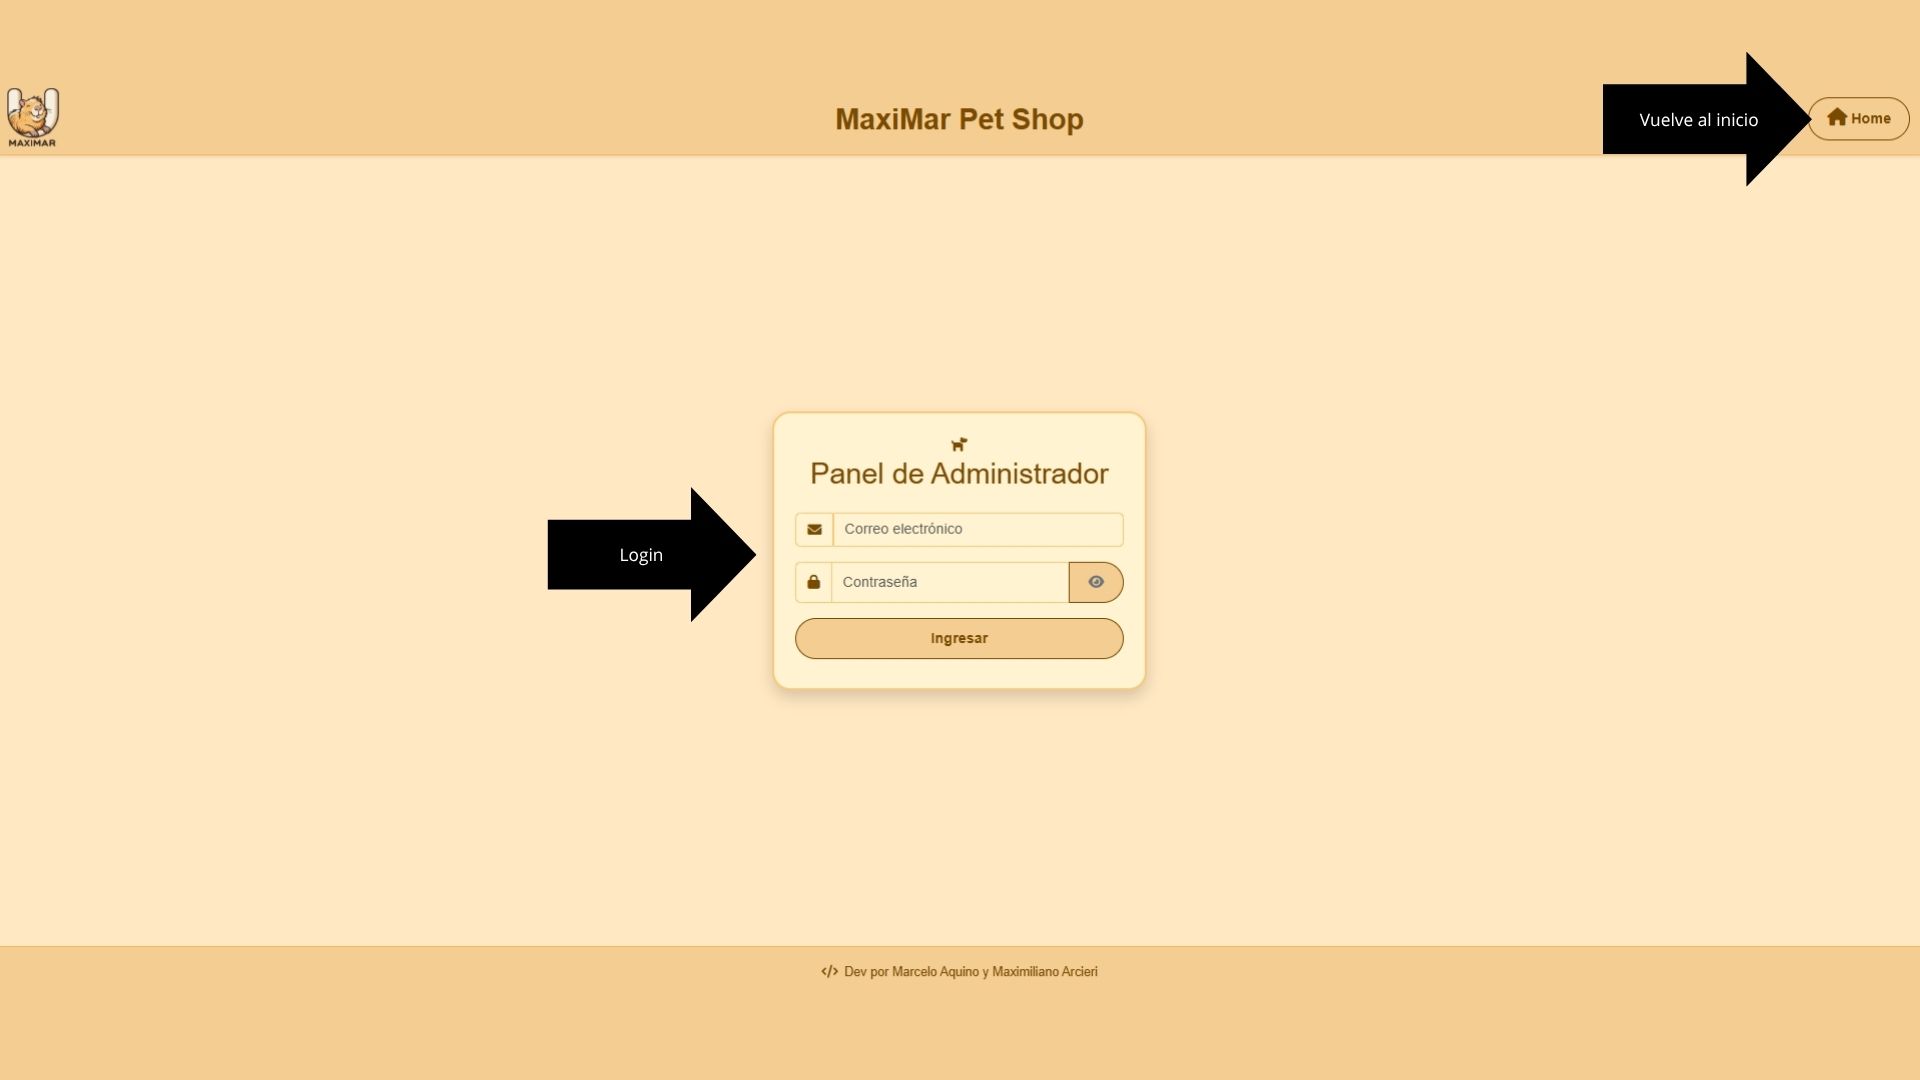 MAXIMAR
MaxiMar Pet Shop
Vuelve al inicio
Home
Panel de Administrador
Correo electrónico
Login
Contraseña
Ingresar
</> Dev por Marcelo Aquino y Maximiliano Arcieri